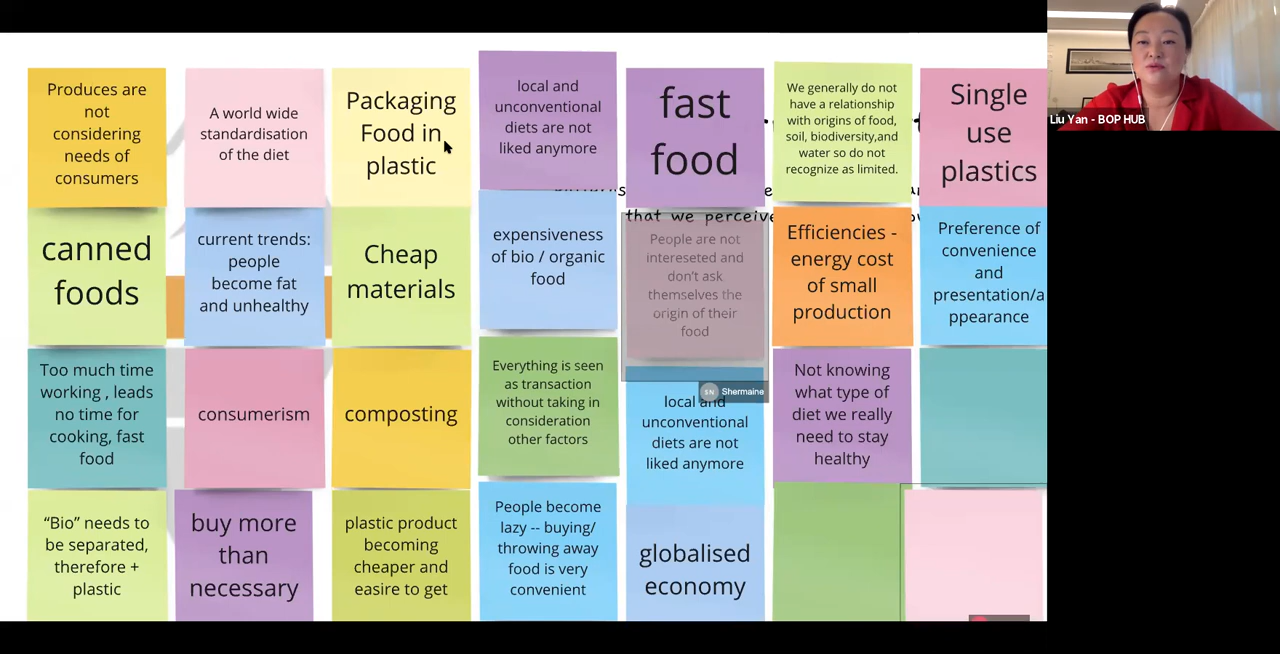 Produces are
not
considering
needs of
consumers
A world wide
standardisation
of the diet
Packaging
Food in
plastic
local and
unconventional
diets are not
liked anymore
fast
food
We generally do not
have a relationship
with origins of food,
soil, biodiversity,and
water so do not
recognize as limited.
Single
use
plastics
Liu Yan - BOP HUB
that we perceive
canned
foods
current trends:
people
become fat
and unhealthy
Cheap
materials
expensiveness
of bio / organic
food
People are not
intereseted and
don't ask
themselves the
origin of their
food
Efficiencies -
energy cost
of small
production
Preference of
convenience
and
presentation/a
ppearance
Too much time
working , leads
no time for
cooking, fast
food
consumerism
composting
Everything is seen
as transaction
without taking in
consideration
other factors
SN Shermaine
local and
unconventional
diets are not
liked anymore
Not knowing
what type of
diet we really
need to stay
healthy
“Bio” needs to
be separated,
therefore +
plastic
buy more
than
necessary
plastic product
becoming
cheaper and
easire to get
People become
lazy -- buying/
throwing away
food is very
convenient
globalised
economy